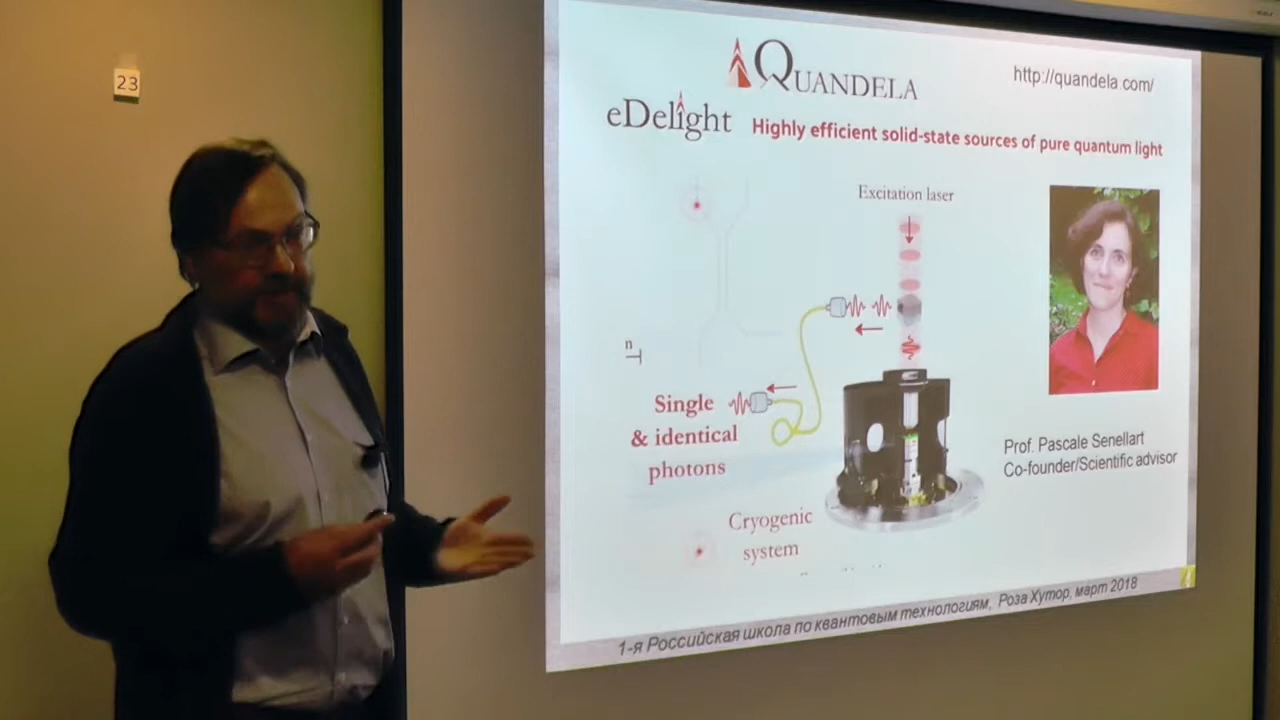 23
QUANDELA
http://quandela.com/
eDelight
Highly efficient solid-state sources of pure quantum light
Excitation laser
n
Single
& identical
photons
Prof. Pascale Senellart
Co-founder/Scientific advisor
Cryogenic
system
1-я Российская школа по квантовым технологиям, Роза Хутор, март 2018